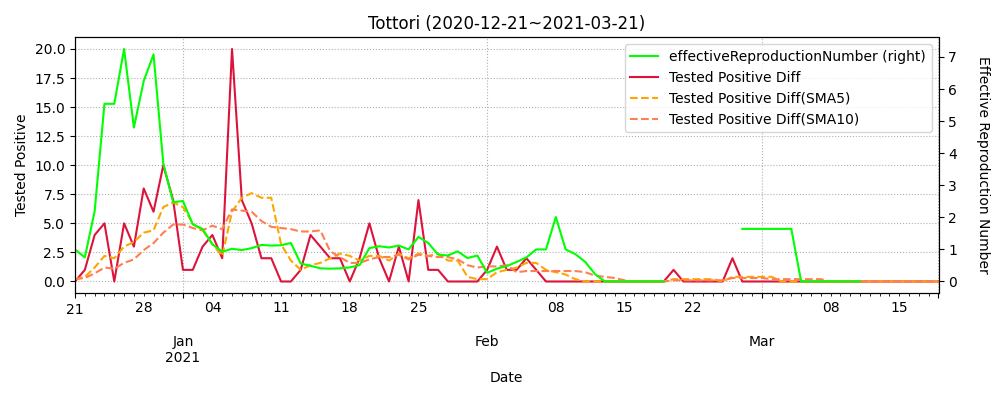 Tottori (2020-12-21~2021-03-21)
effectiveReproductionNumber (right)
Tested Positive Diff
Tested Positive Diff(SMA5)
Tested Positive Diff(SMA10)
Tested Positive
20.0
17.5
15.0
12.5
10.0
7.5
5.0
2.5
0.0
Effective Reproduction Number
7
6
5
4
3
2
1
0
21 28 04 11 18 25 08 15 22 08 15
Jan Feb Mar
2021
Date